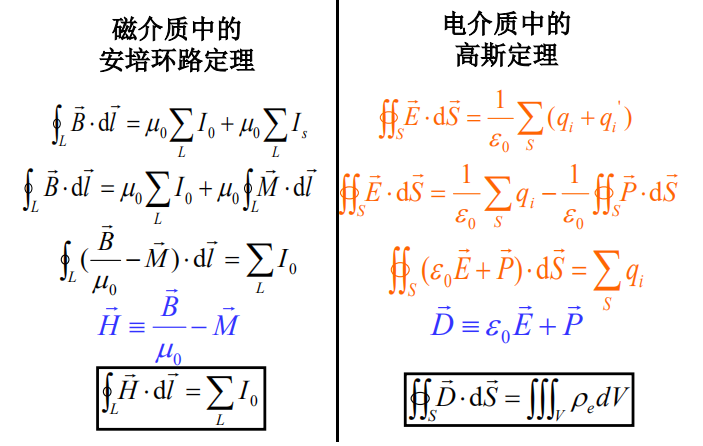 磁介质中的
安培环路定理
∮_L B⃗·dl⃗ = μ₀∑_L I₀ + μ₀∑_L I_s
∮_L B⃗·dl⃗ = μ₀∑_L I₀ + μ₀∮_L M⃗·dl⃗
∮_L (B⃗/μ₀ − M⃗)·dl⃗ = ∑_L I₀
H⃗ ≡ B⃗/μ₀ − M⃗
∮_L H⃗·dl⃗ = ∑_L I₀
电介质中的
高斯定理
∯_S E⃗·dS⃗ = 1/ε₀ ∑_S (q_i + q_i')
∯_S E⃗·dS⃗ = 1/ε₀ ∑_S q_i − 1/ε₀ ∯_S P⃗·dS⃗
∯_S (ε₀E⃗ + P⃗)·dS⃗ = ∑_S q_i
D⃗ ≡ ε₀E⃗ + P⃗
∯_S D⃗·dS⃗ = ∭_V ρ_e dV